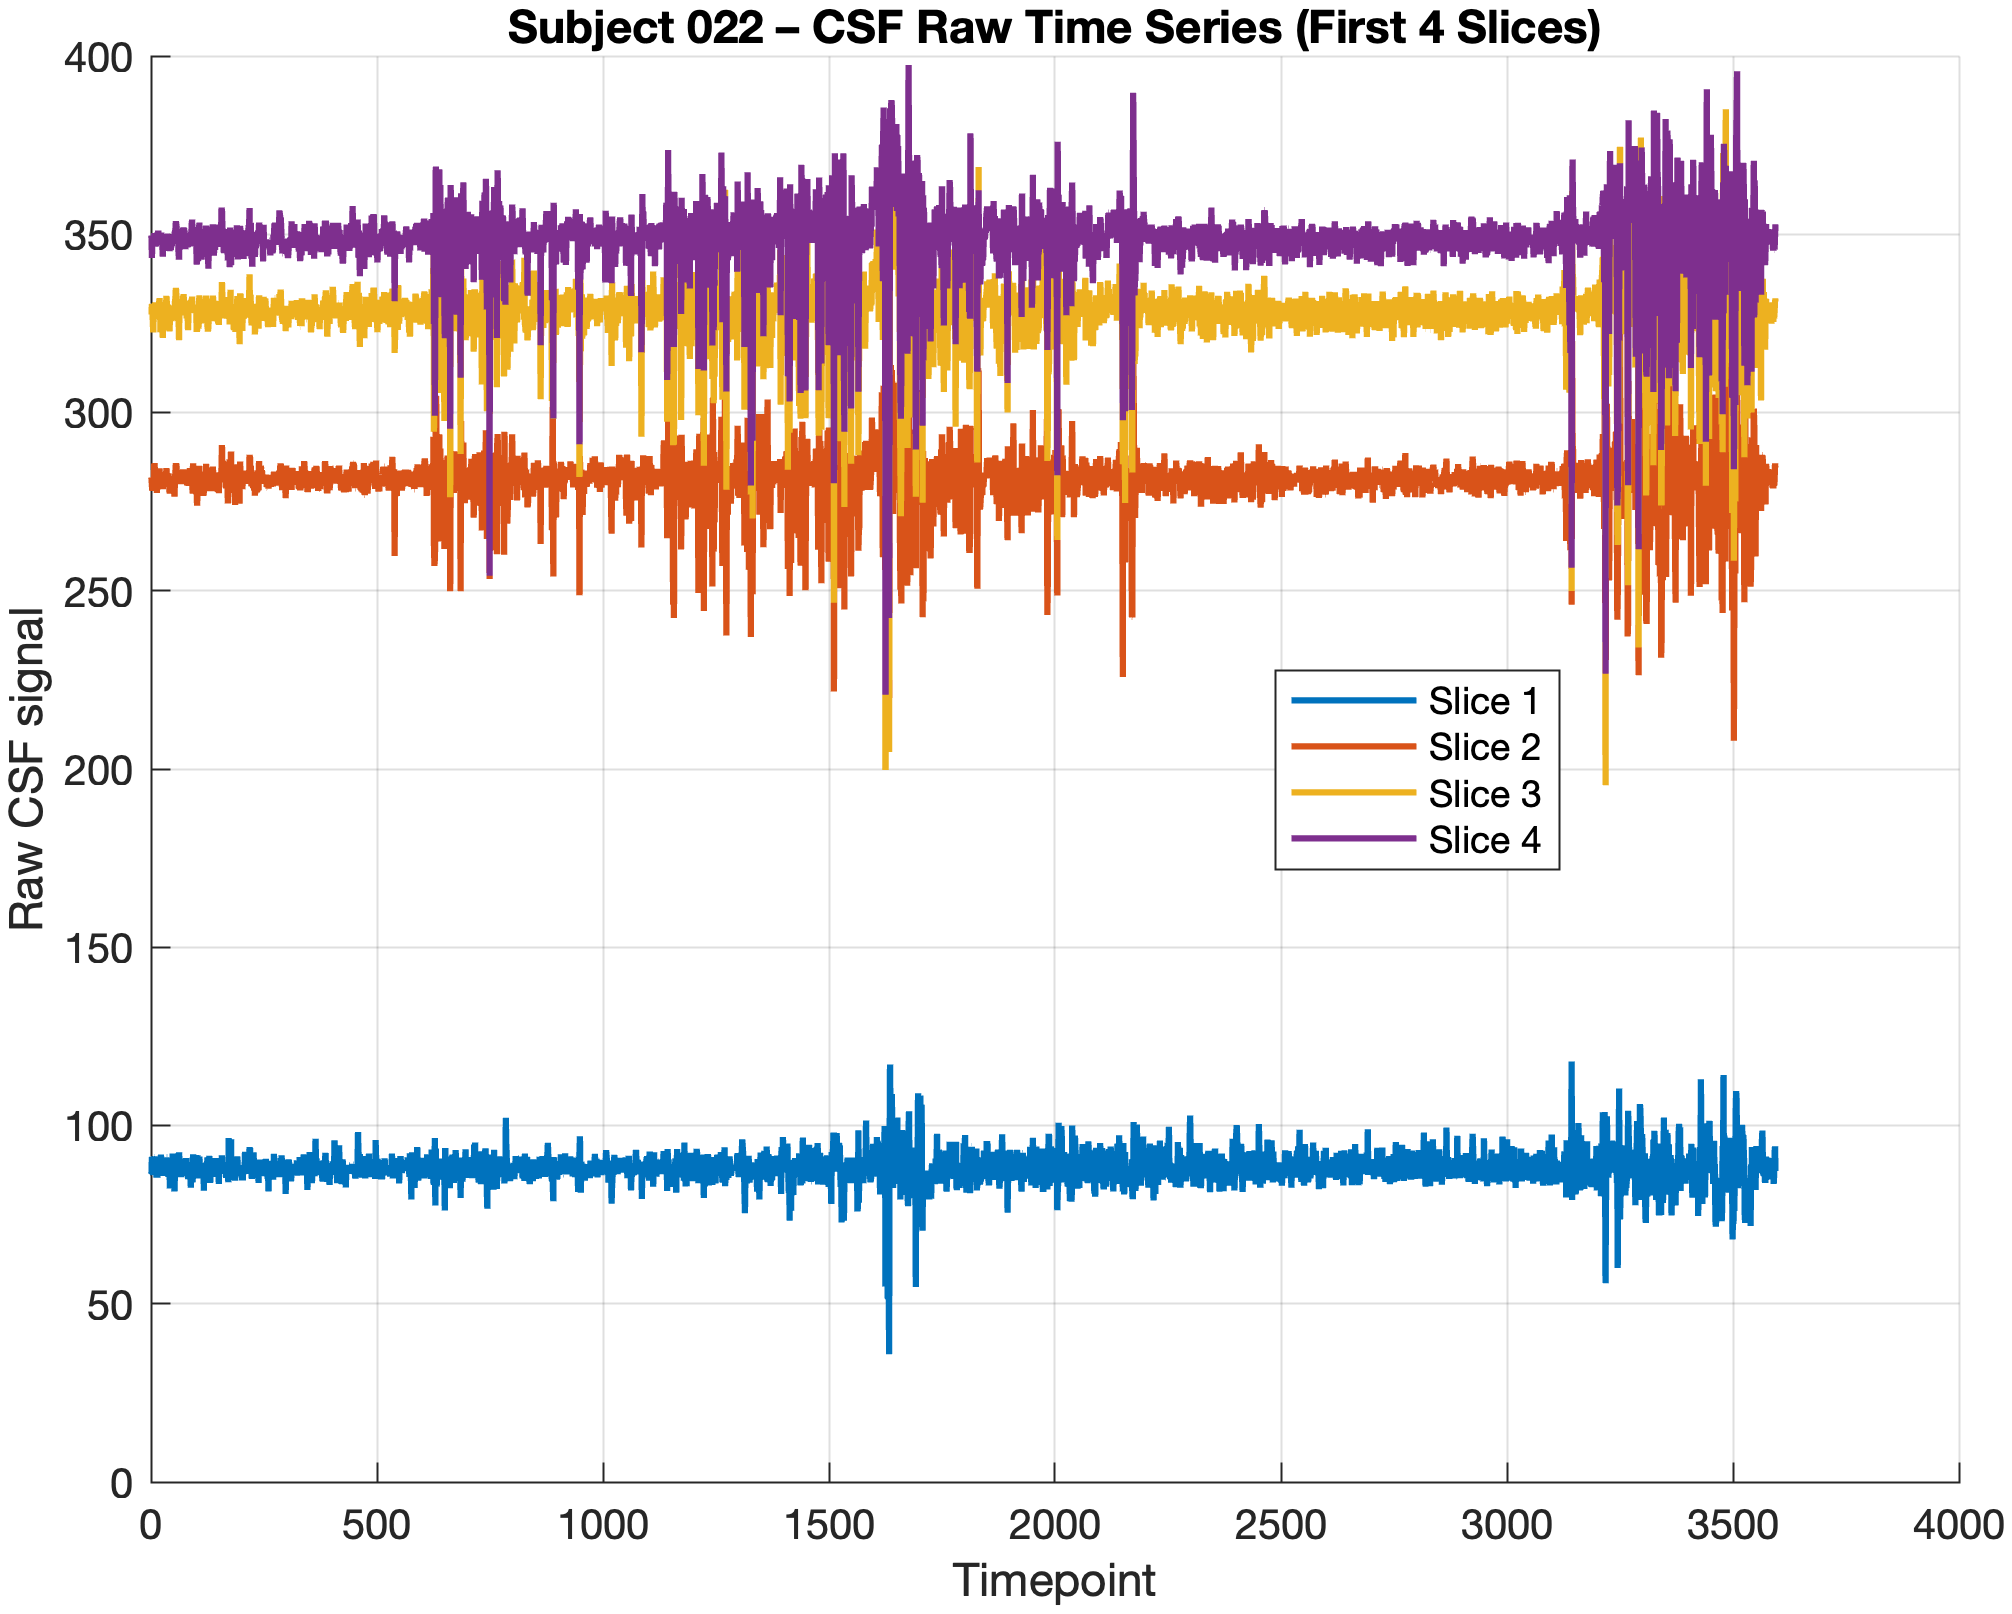 Subject 022 – CSF Raw Time Series (First 4 Slices)
400
350
300
250
200
150
100
50
0
Raw CSF signal
Slice 1
Slice 2
Slice 3
Slice 4
0 500 1000 1500 2000 2500 3000 3500 4000
Timepoint